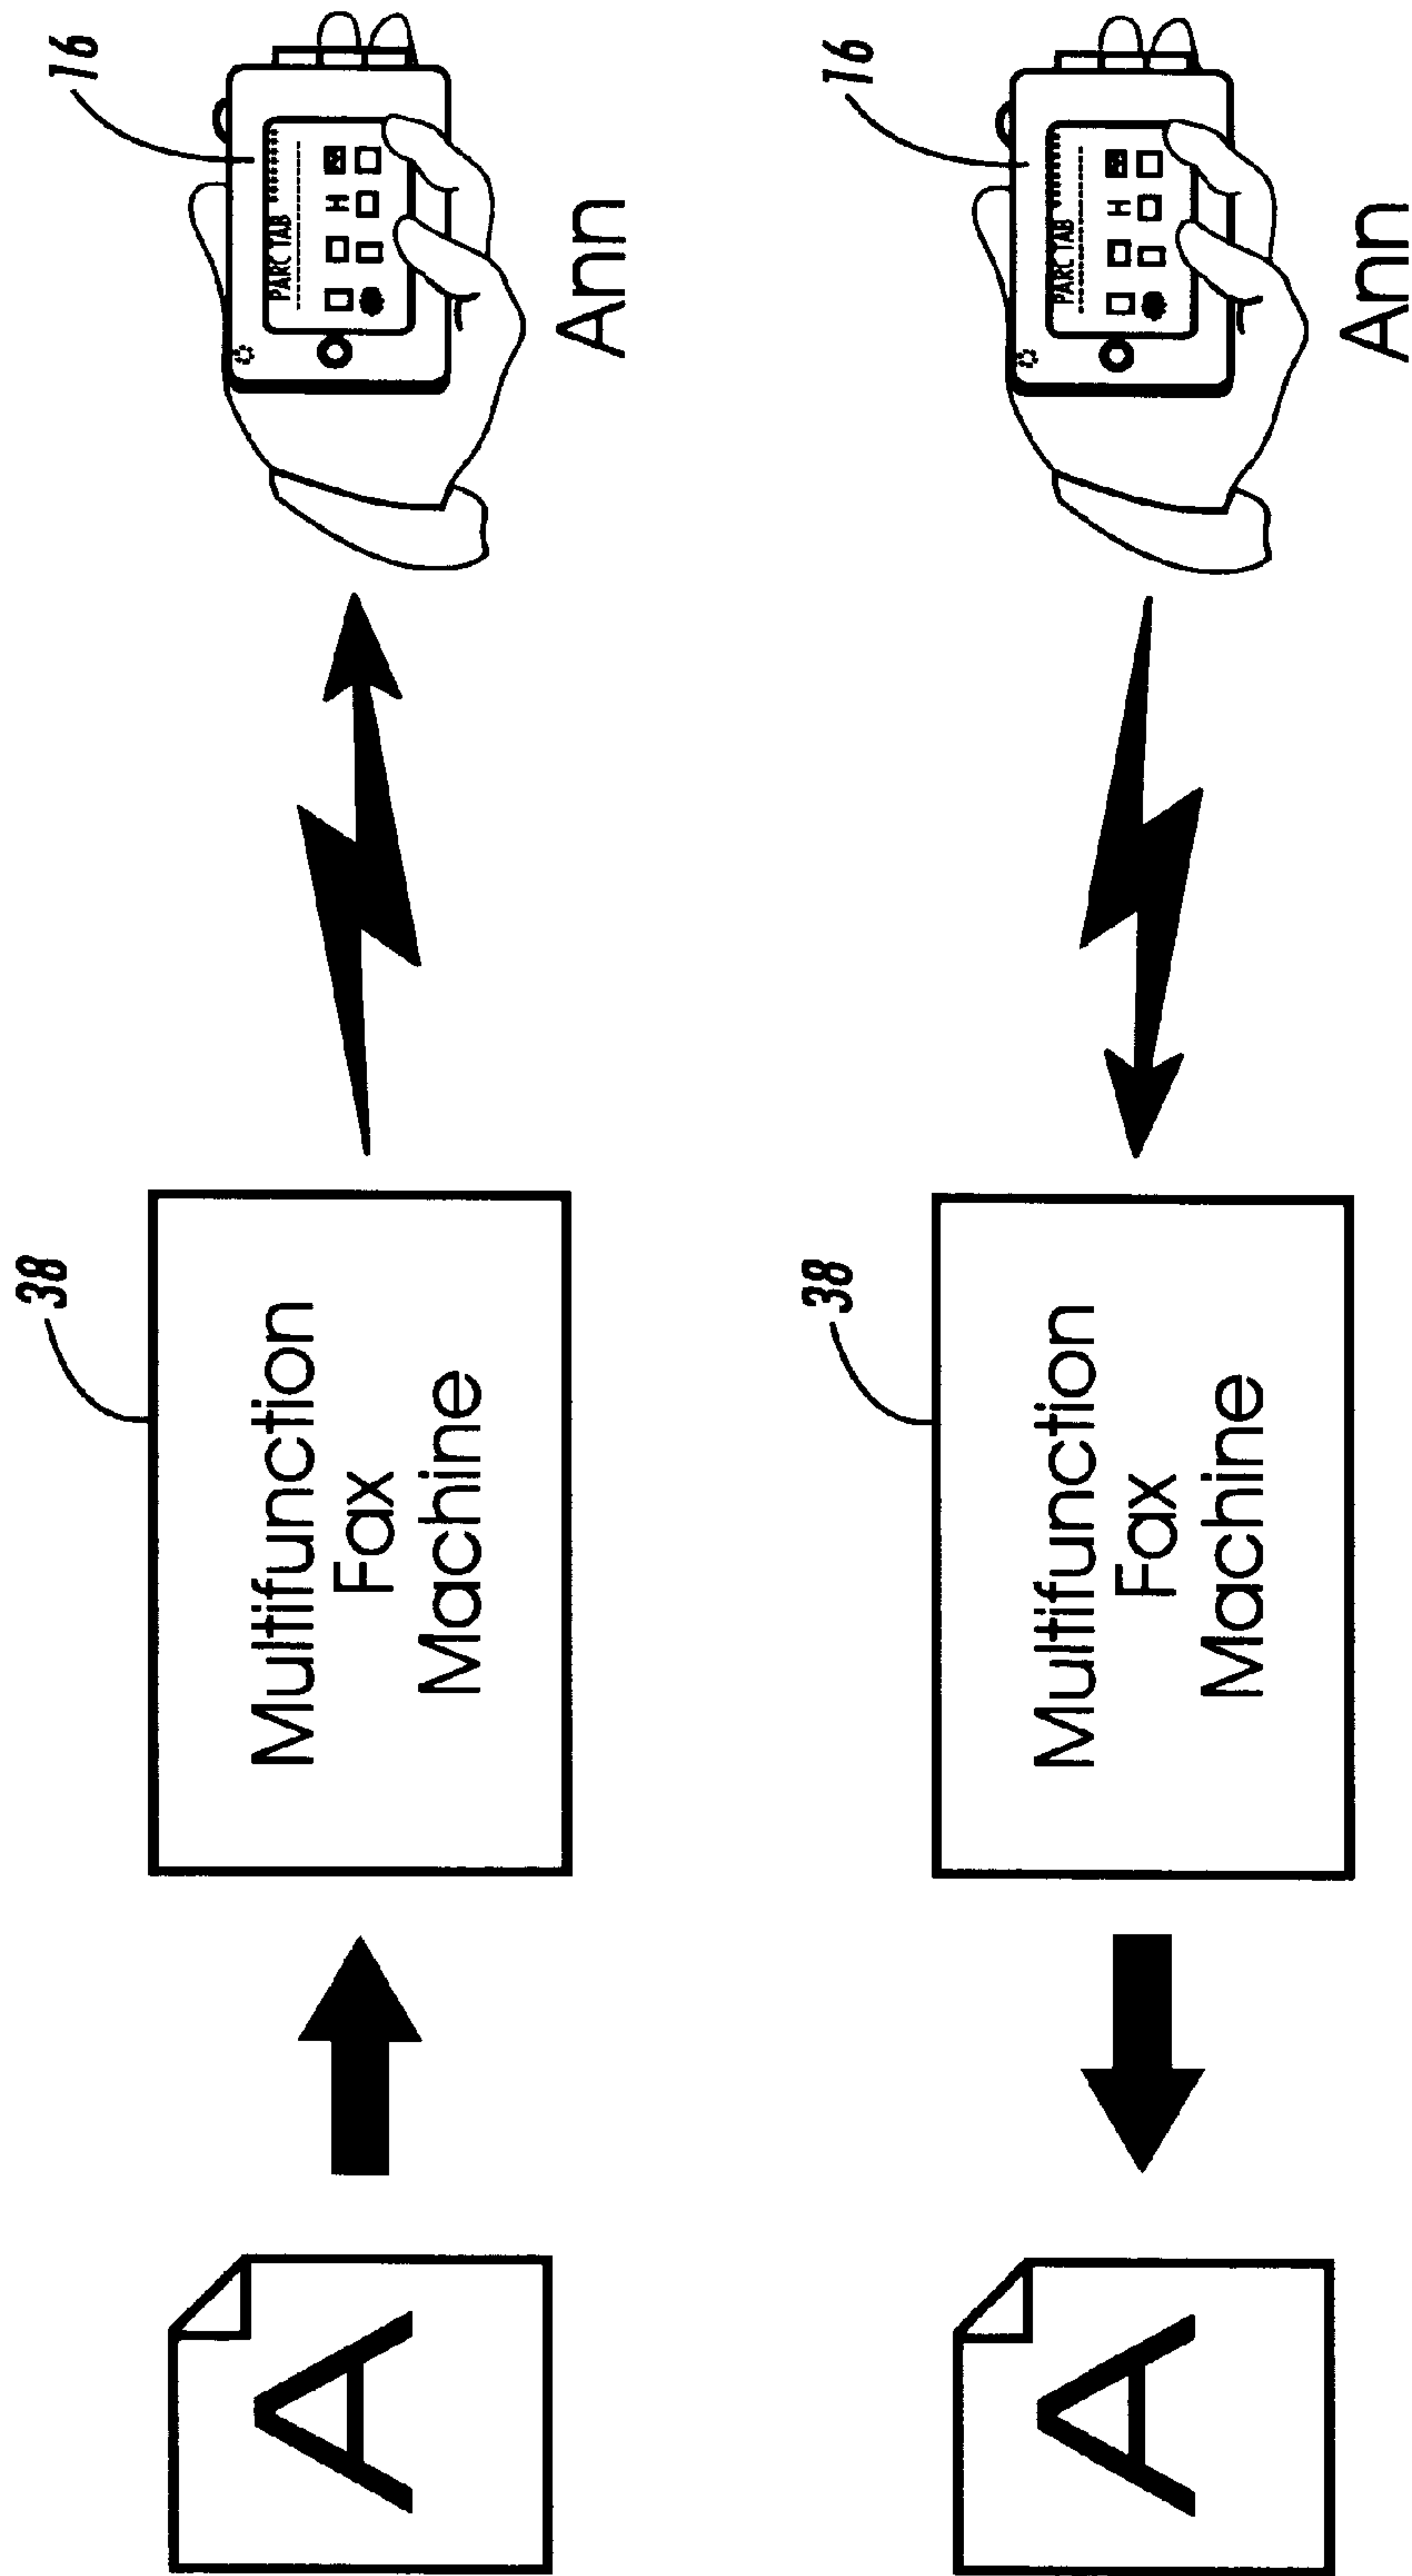 38
16
A
Multifunction
Fax
Machine
PARC TAB
H
Ann
38
16
A
Multifunction
Fax
Machine
PARC TAB
H
Ann